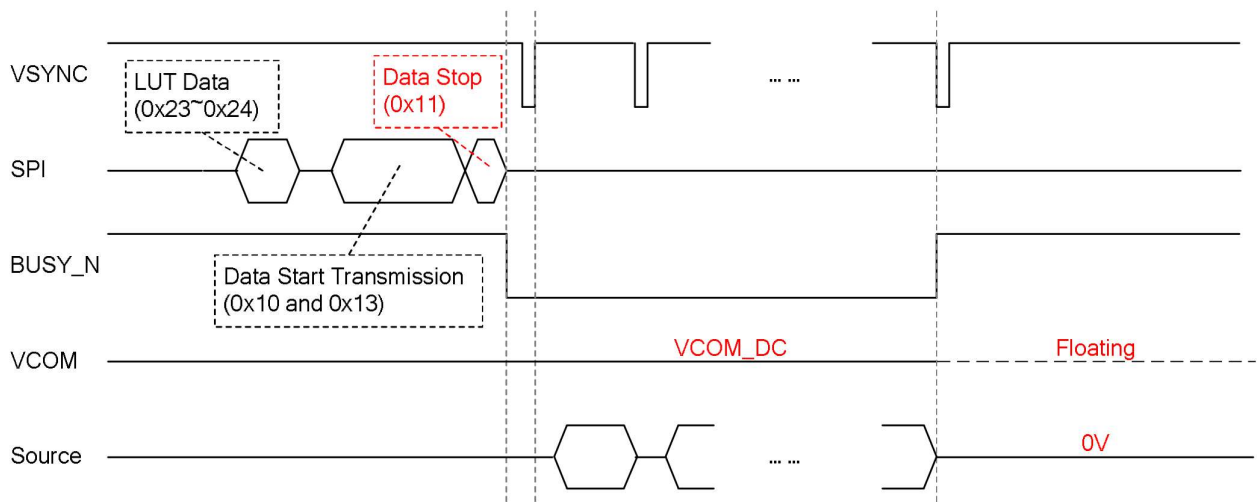 VSYNC
LUT Data
(0x23~0x24)
Data Stop
(0x11)
... ...
SPI
BUSY_N
Data Start Transmission
(0x10 and 0x13)
VCOM
VCOM_DC
Floating
Source
... ...
0V